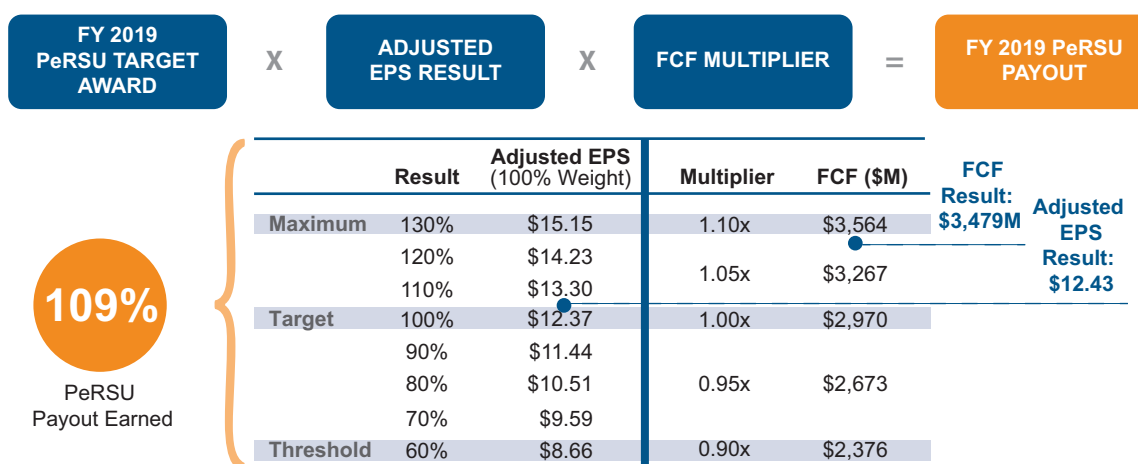 FY 2019
PeRSU TARGET
AWARD
X
ADJUSTED
EPS RESULT
X
FCF MULTIPLIER
=
FY 2019 PeRSU
PAYOUT
109%
PeRSU
Payout Earned
Result Adjusted EPS (100% Weight) Multiplier FCF ($M)
Maximum 130% $15.15 1.10x $3,564
120% $14.23
1.05x $3,267
110% $13.30
Target 100% $12.37 1.00x $2,970
90% $11.44
80% $10.51 0.95x $2,673
70% $9.59
Threshold 60% $8.66 0.90x $2,376
FCF
Result:
$3,479M
Adjusted
EPS
Result:
$12.43